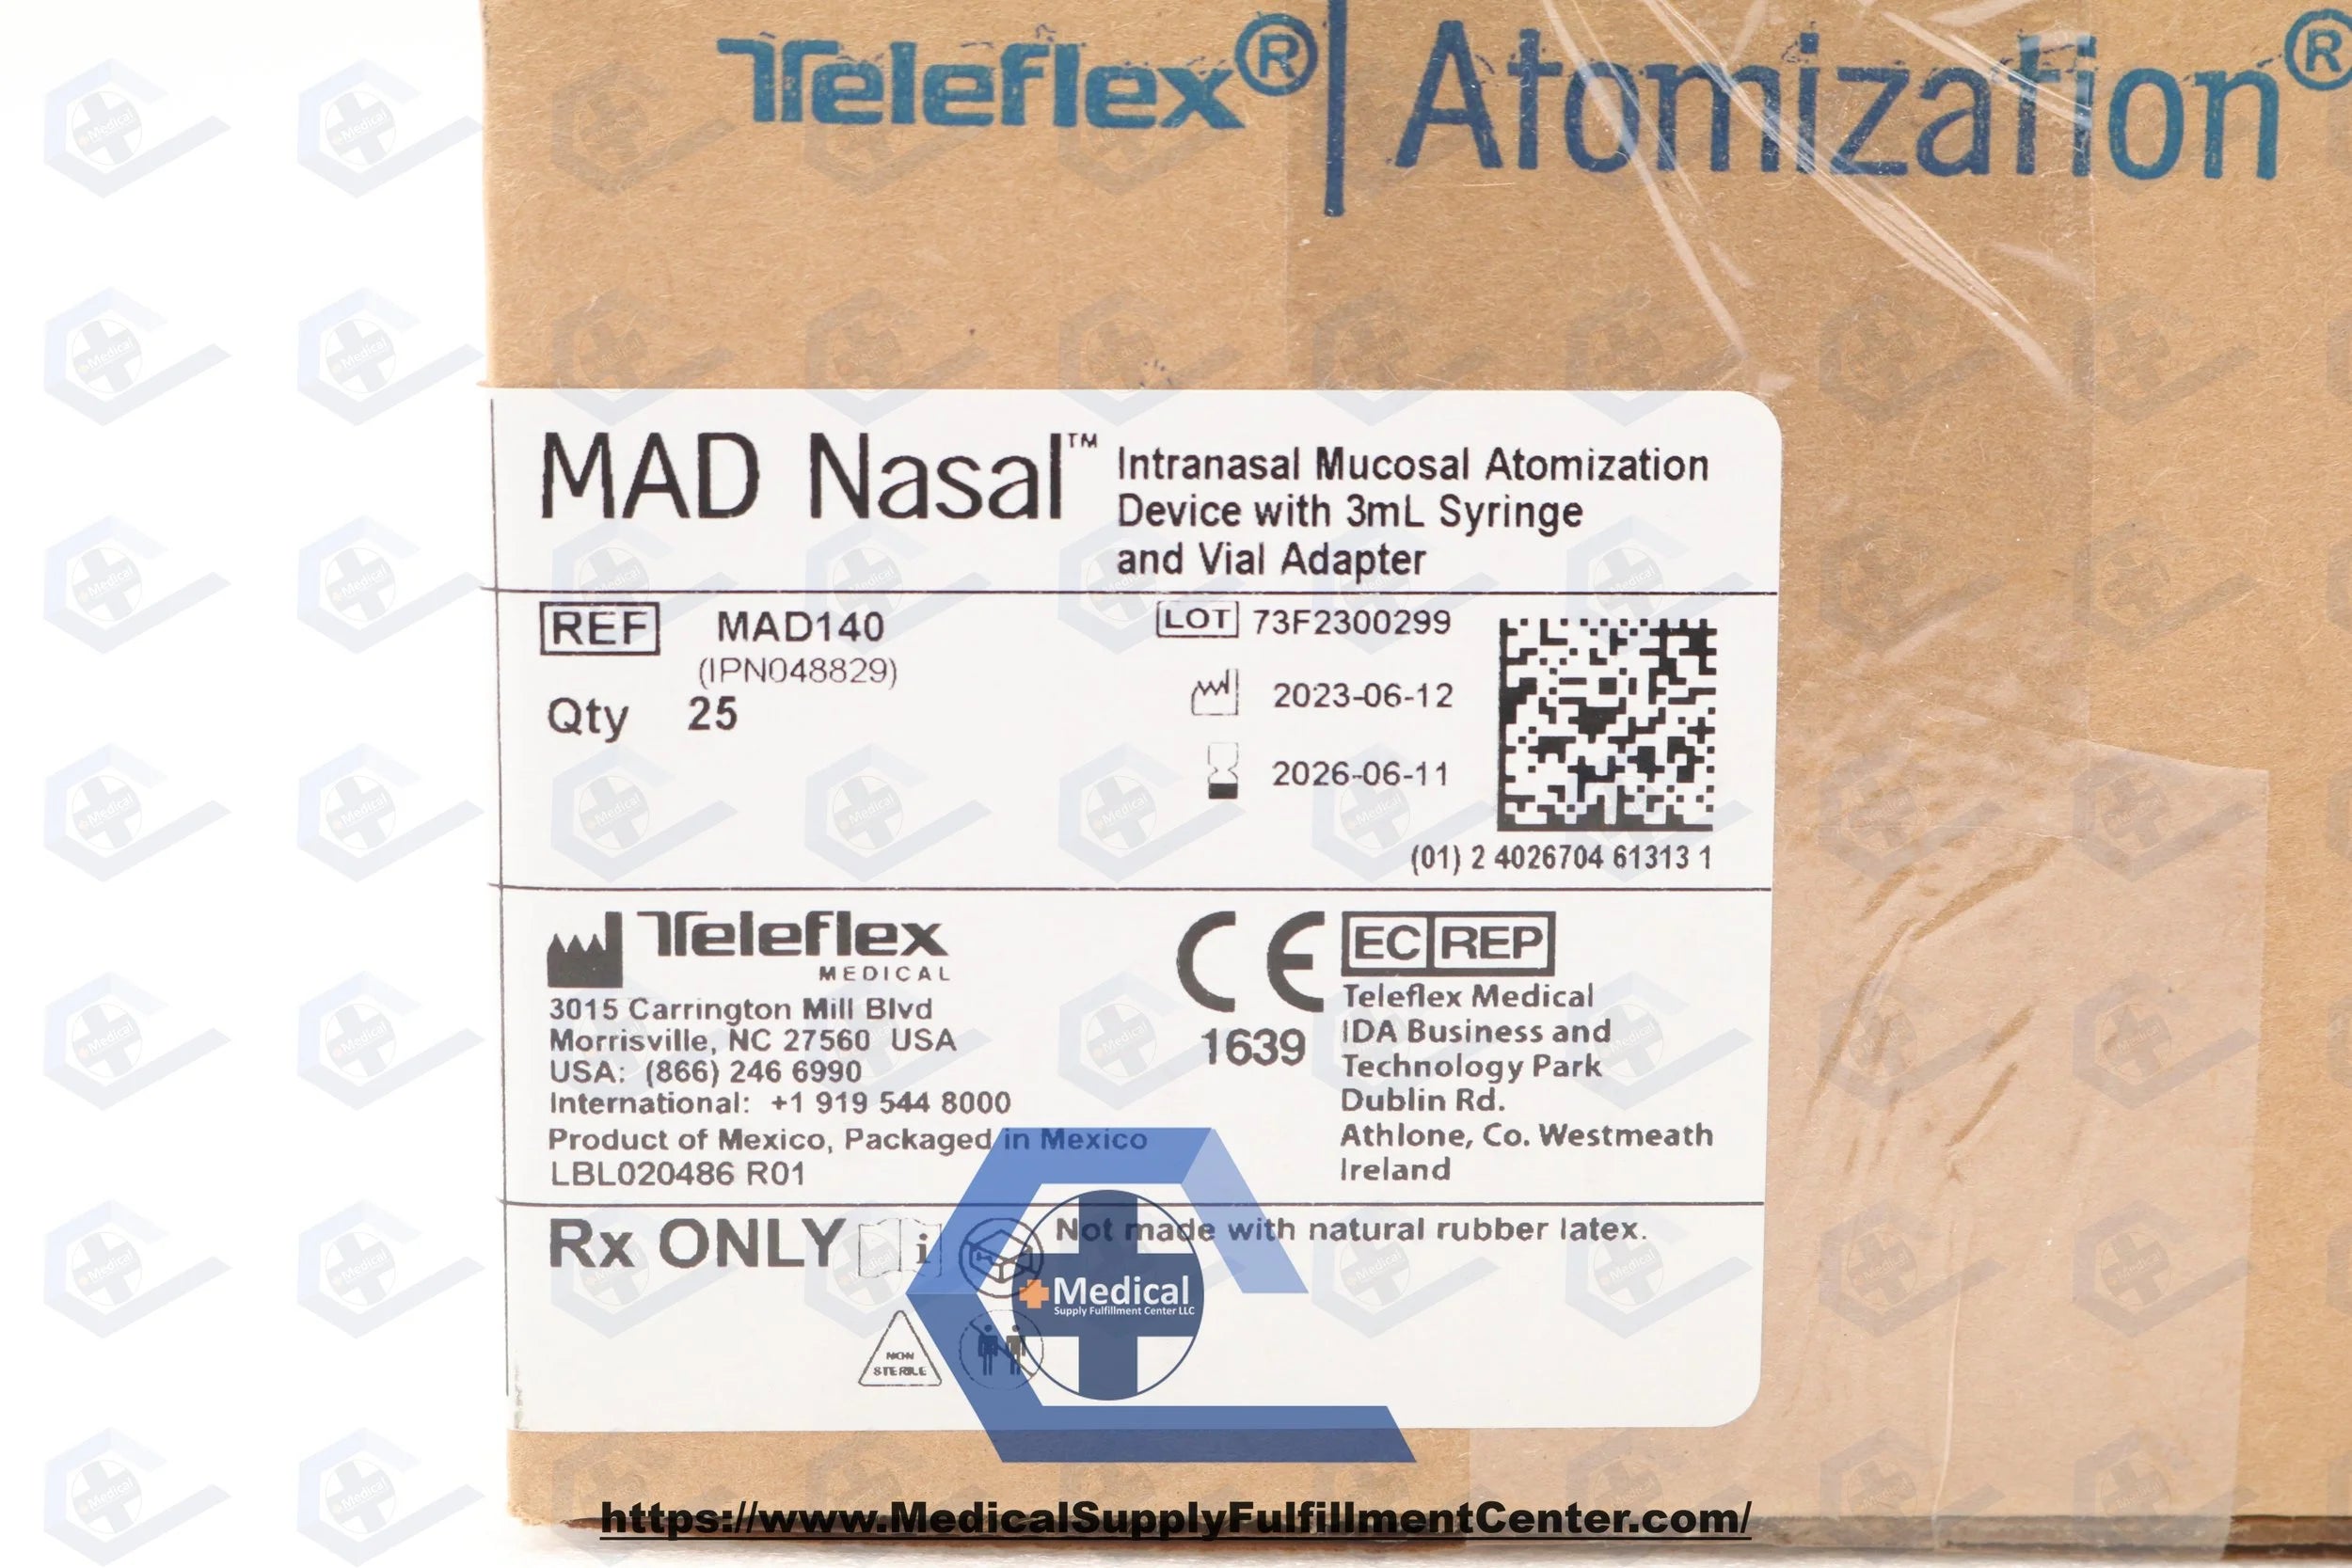 Teleflex® | Atomization®
MAD Nasal™
Intranasal Mucosal Atomization
Device with 3mL Syringe
and Vial Adapter
REF MAD140
(IPN048829)
Qty 25
LOT 73F2300299
2023-06-12
2026-06-11
(01) 2 4026704 61313 1
Teleflex
MEDICAL
3015 Carrington Mill Blvd
Morrisville, NC 27560 USA
USA: (866) 246 6990
International: +1 919 544 8000
Product of Mexico, Packaged in Mexico
LBL020486 R01
CE
1639
EC REP
Teleflex Medical
IDA Business and
Technology Park
Dublin Rd.
Athlone, Co. Westmeath
Ireland
Rx ONLY
i
Not made with natural rubber latex.
NON
STERILE
Medical
Supply Fulfillment Center LLC
https://www.MedicalSupplyFulfillmentCenter.com/